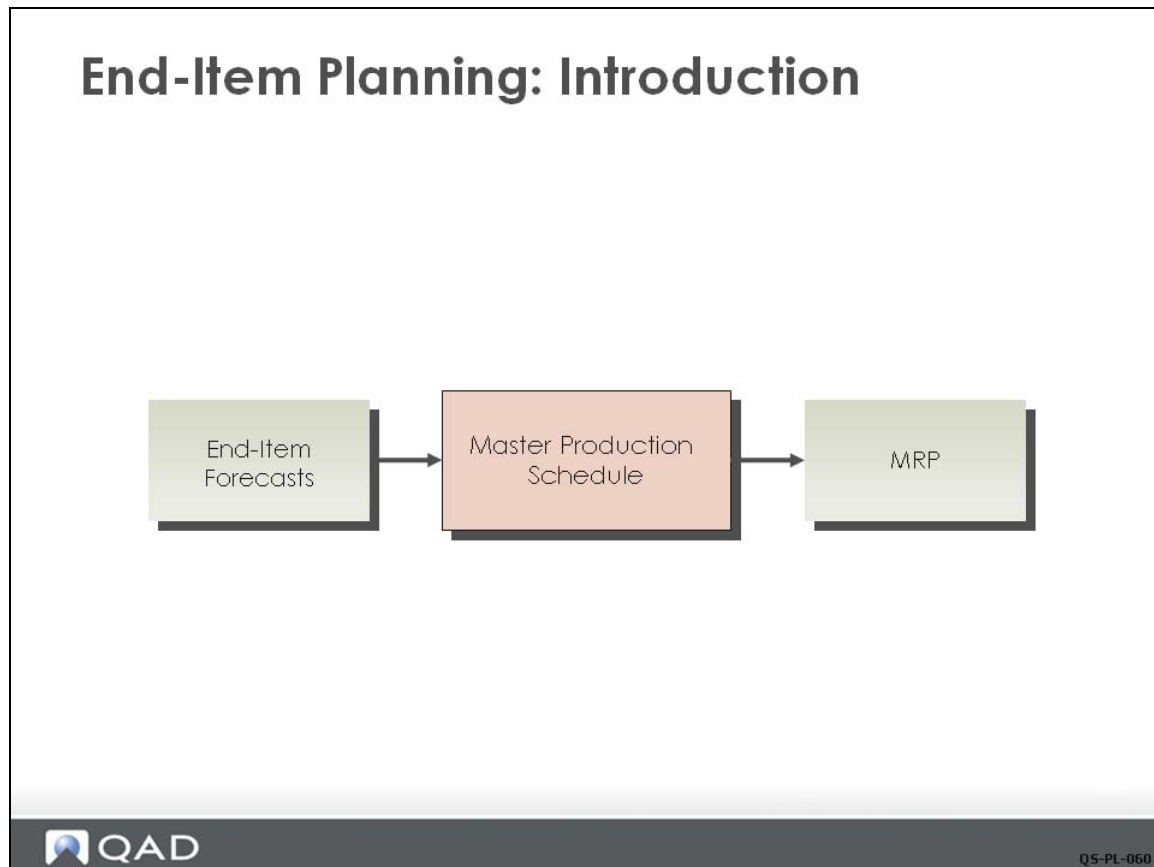 End-Item Planning: Introduction
End-Item
Forecasts
Master Production
Schedule
MRP
QAD
QS-PL-060